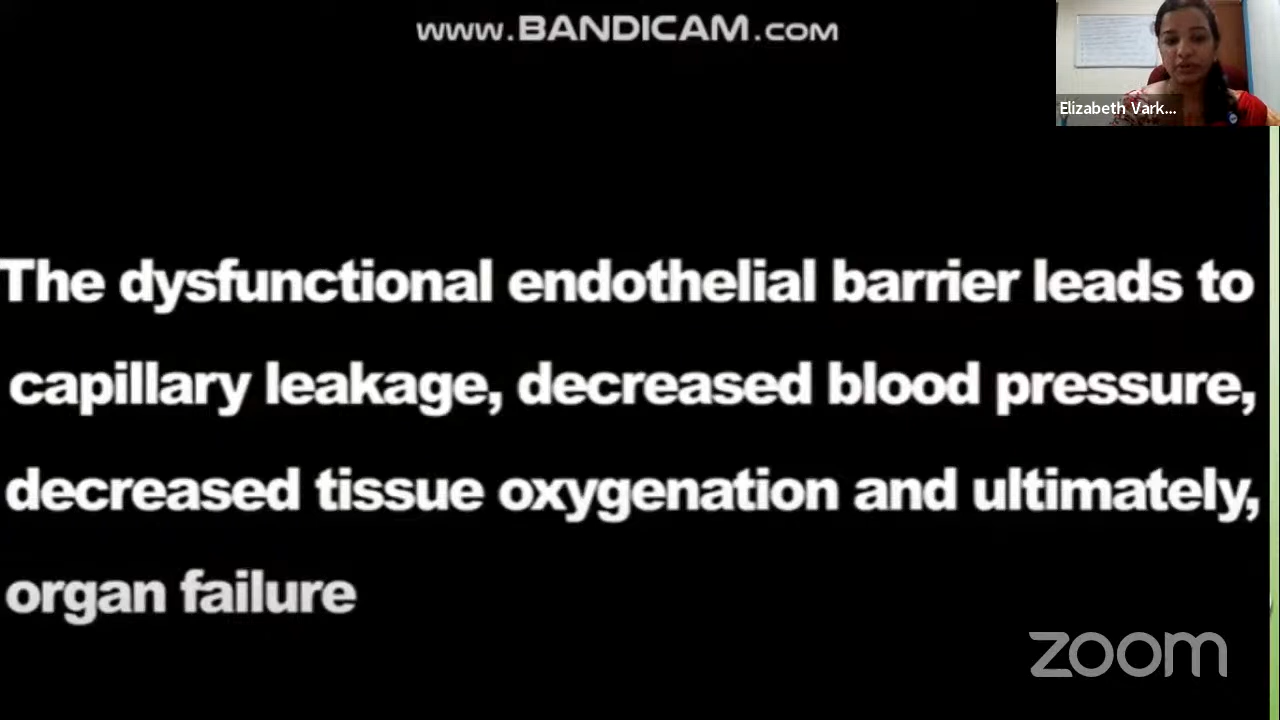 www.BANDICAM.com
Elizabeth Vark...
The dysfunctional endothelial barrier leads to
capillary leakage, decreased blood pressure,
decreased tissue oxygenation and ultimately,
organ failure
zoom